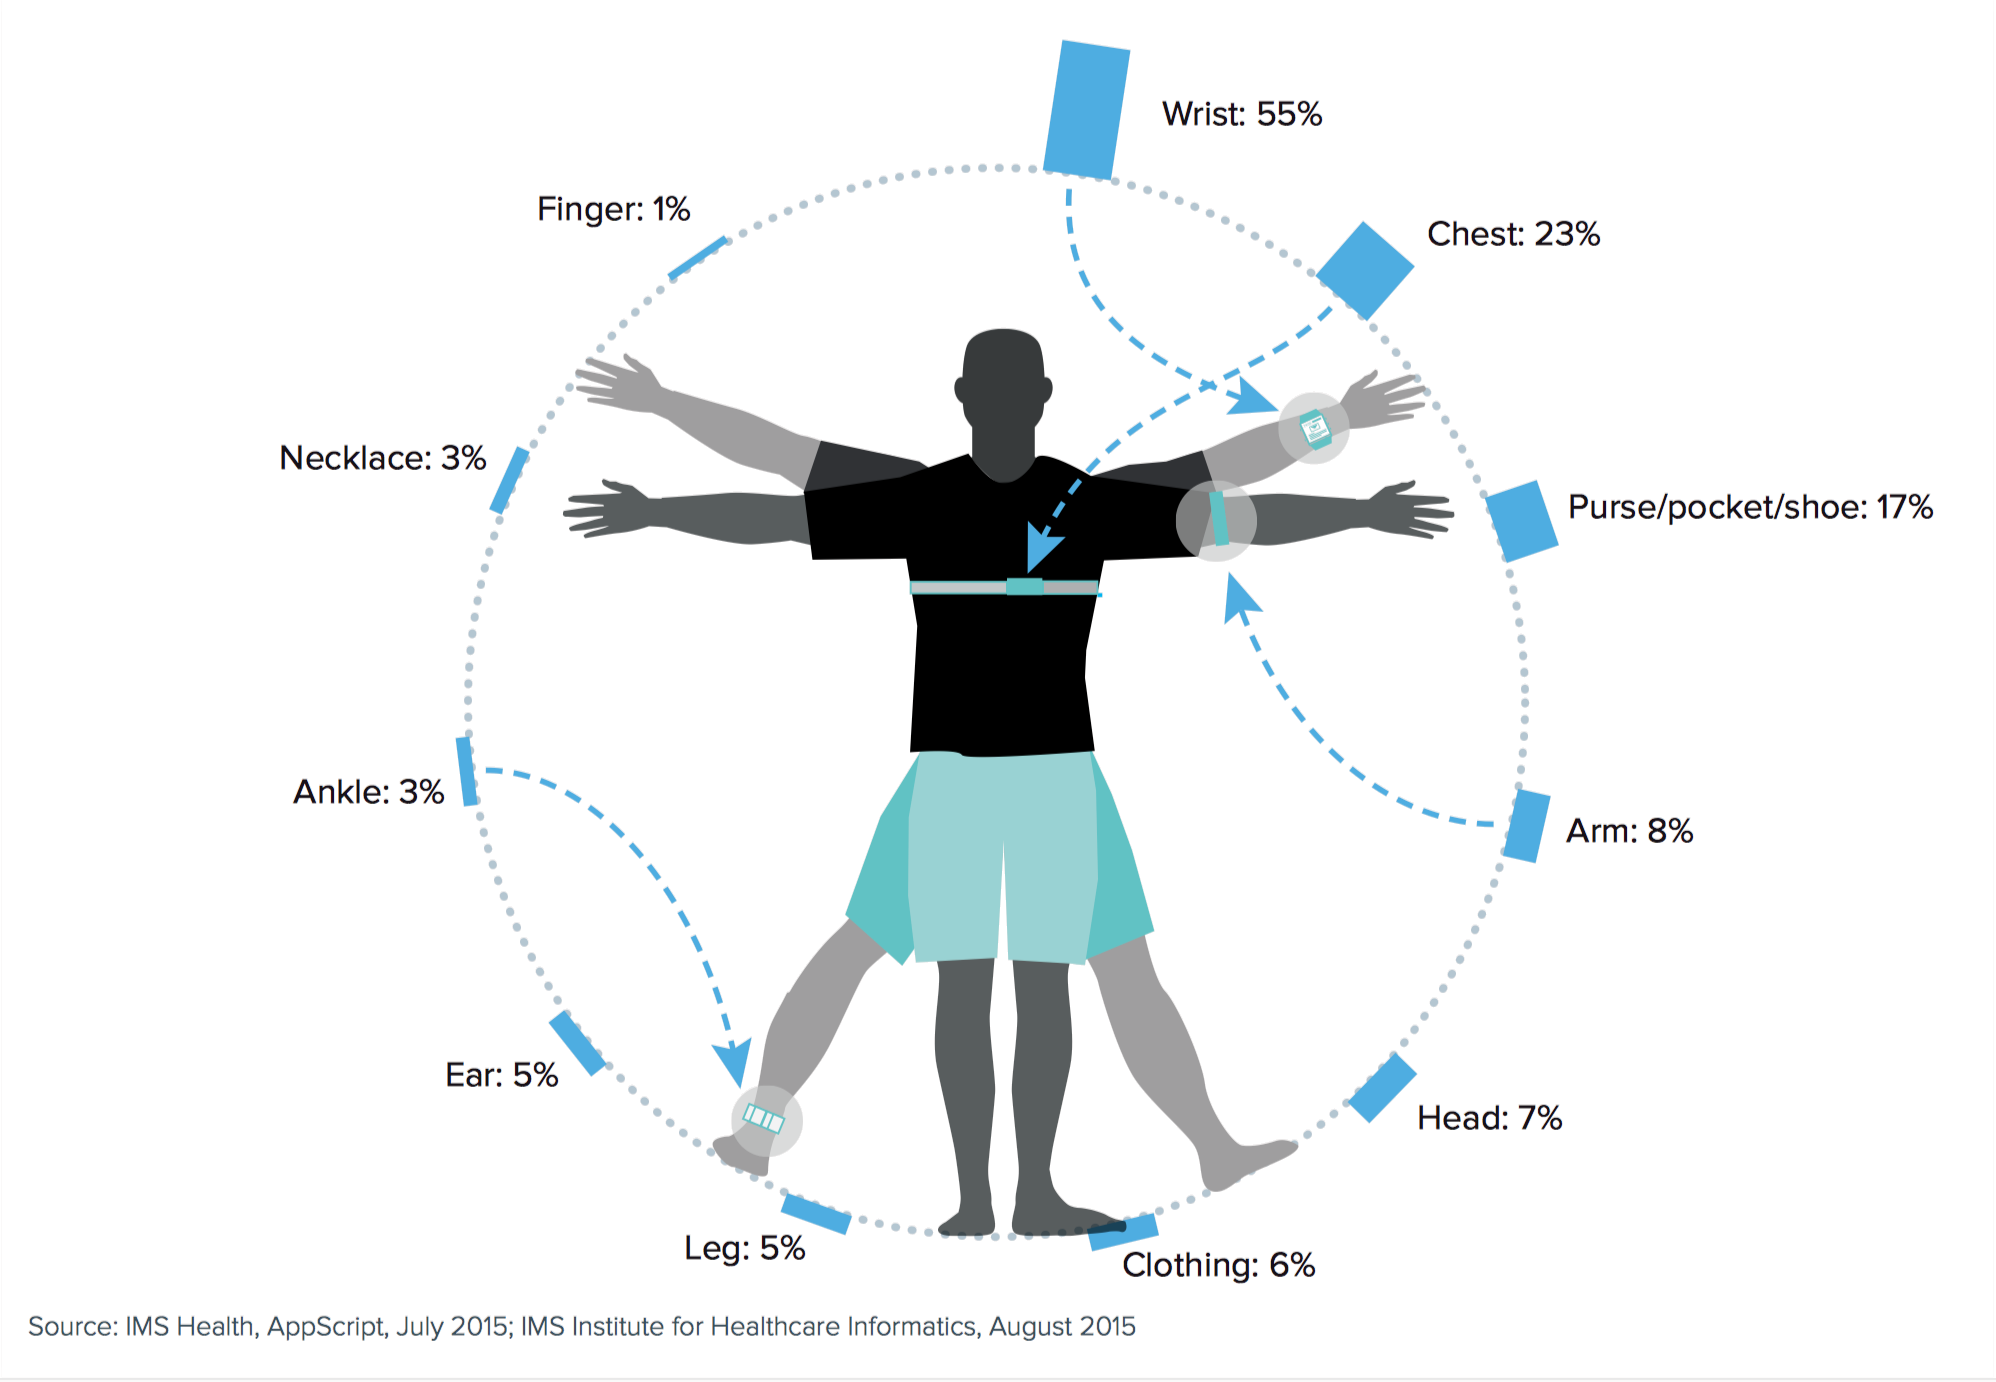 Wrist: 55%
Chest: 23%
Purse/pocket/shoe: 17%
Arm: 8%
Head: 7%
Clothing: 6%
Leg: 5%
Ear: 5%
Ankle: 3%
Necklace: 3%
Finger: 1%
Source: IMS Health, AppScript, July 2015; IMS Institute for Healthcare Informatics, August 2015